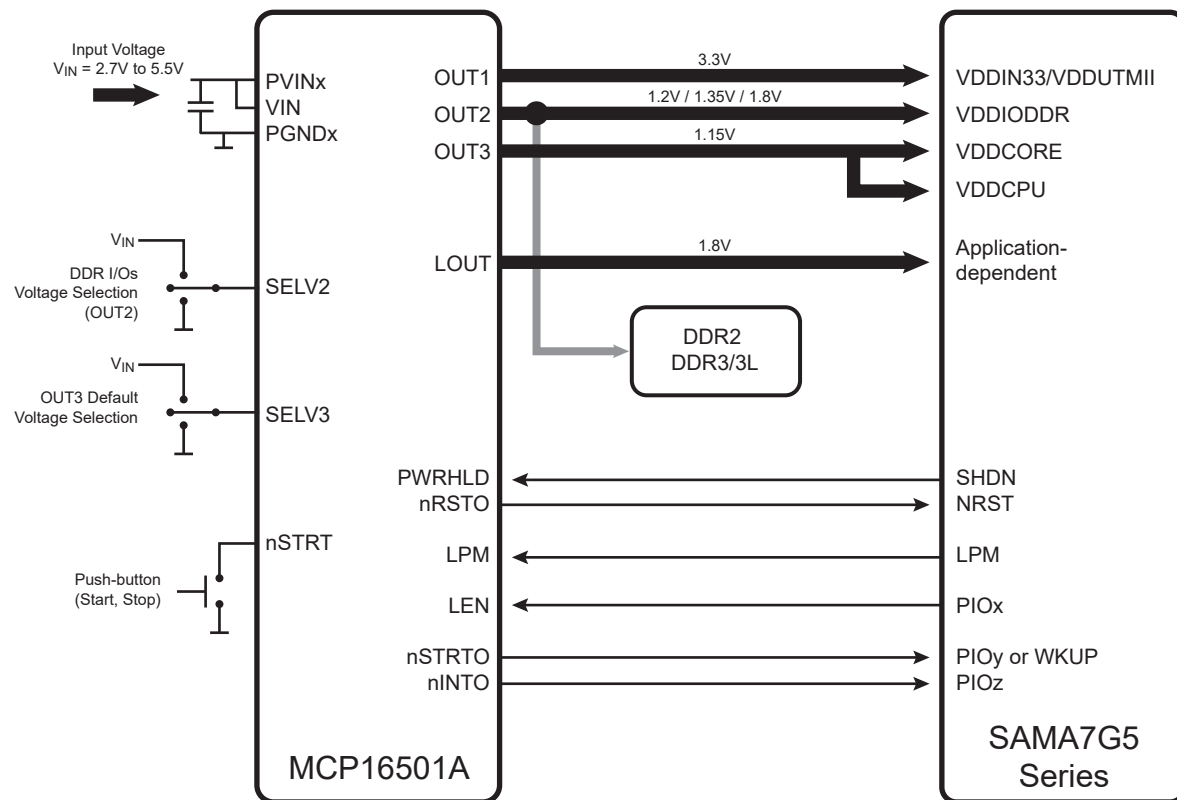 Input Voltage
VIN = 2.7V to 5.5V
PVINx
VIN
PGNDx
VIN
DDR I/Os
Voltage Selection
(OUT2)
SELV2
VIN
OUT3 Default
Voltage Selection
SELV3
nSTRT
Push-button
(Start, Stop)
OUT1
OUT2
OUT3
LOUT
PWRHLD
nRSTO
LPM
LEN
nSTRTO
nINTO
MCP16501A
3.3V
1.2V / 1.35V / 1.8V
1.15V
1.8V
DDR2
DDR3/3L
VDDIN33/VDDUTMII
VDDIODDR
VDDCORE
VDDCPU
Application-
dependent
SHDN
NRST
LPM
PIOx
PIOy or WKUP
PIOz
SAMA7G5
Series